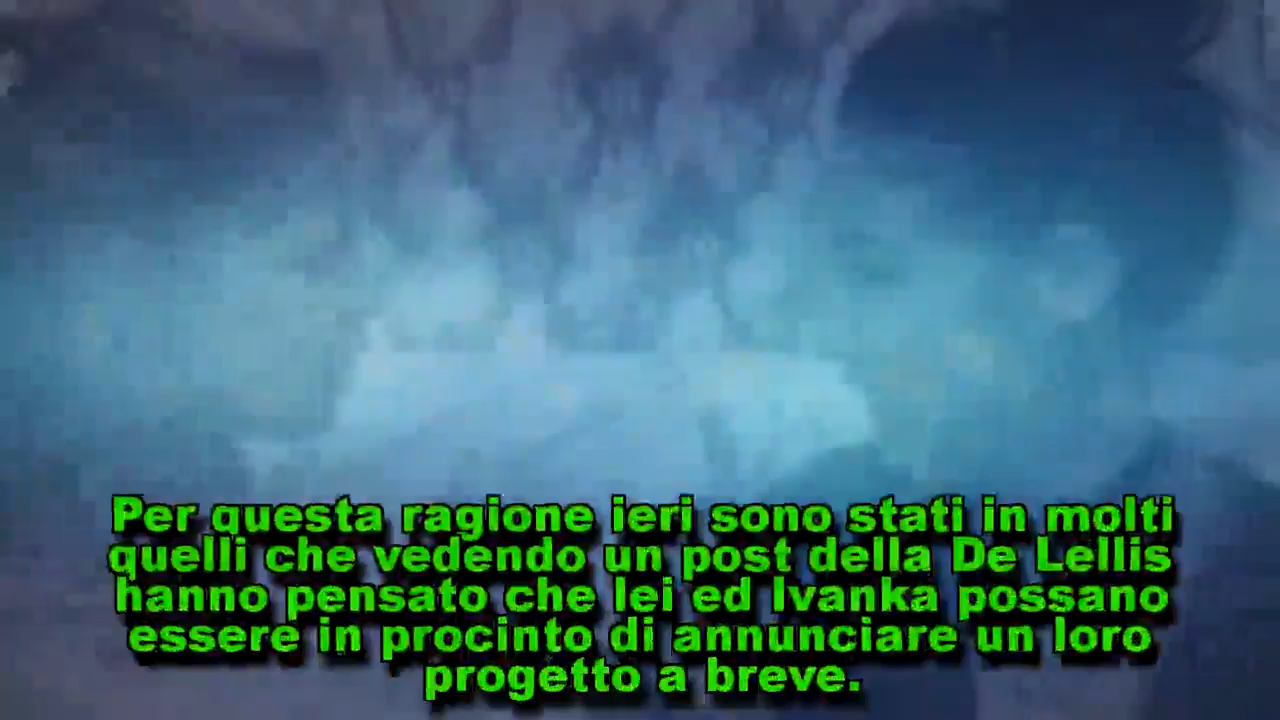 Per questa ragione ieri sono stati in molti
quelli che vedendo un post della De Lellis
hanno pensato che lei ed Ivanka possano
essere in procinto di annunciare un loro
progetto a breve.